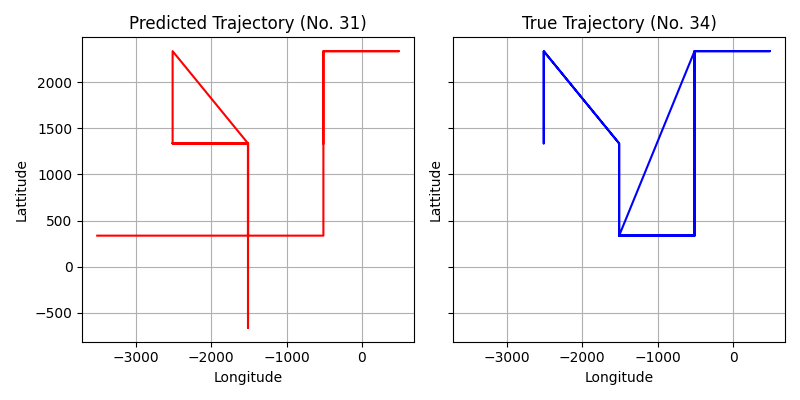 Predicted Trajectory (No. 31)
True Trajectory (No. 34)
Lattitude
2000
1500
1000
500
0
−500
−3000
−2000
−1000
0
Longitude
Lattitude
−3000
−2000
−1000
0
Longitude